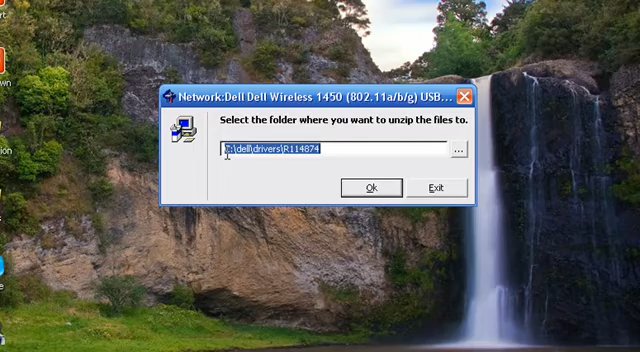 Network:Dell Dell Wireless 1450 (802.11a/b/g) USB...
Select the folder where you want to unzip the files to.
C:\dell\drivers\R114874
...
Ok
Exit